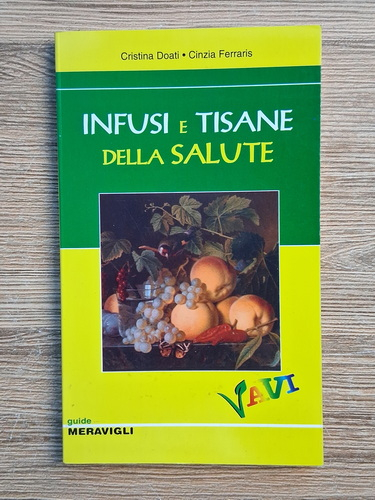 Cristina Doati • Cinzia Ferraris
INFUSI E TISANE
DELLA SALUTE
VAVI
guide
MERAVIGLI